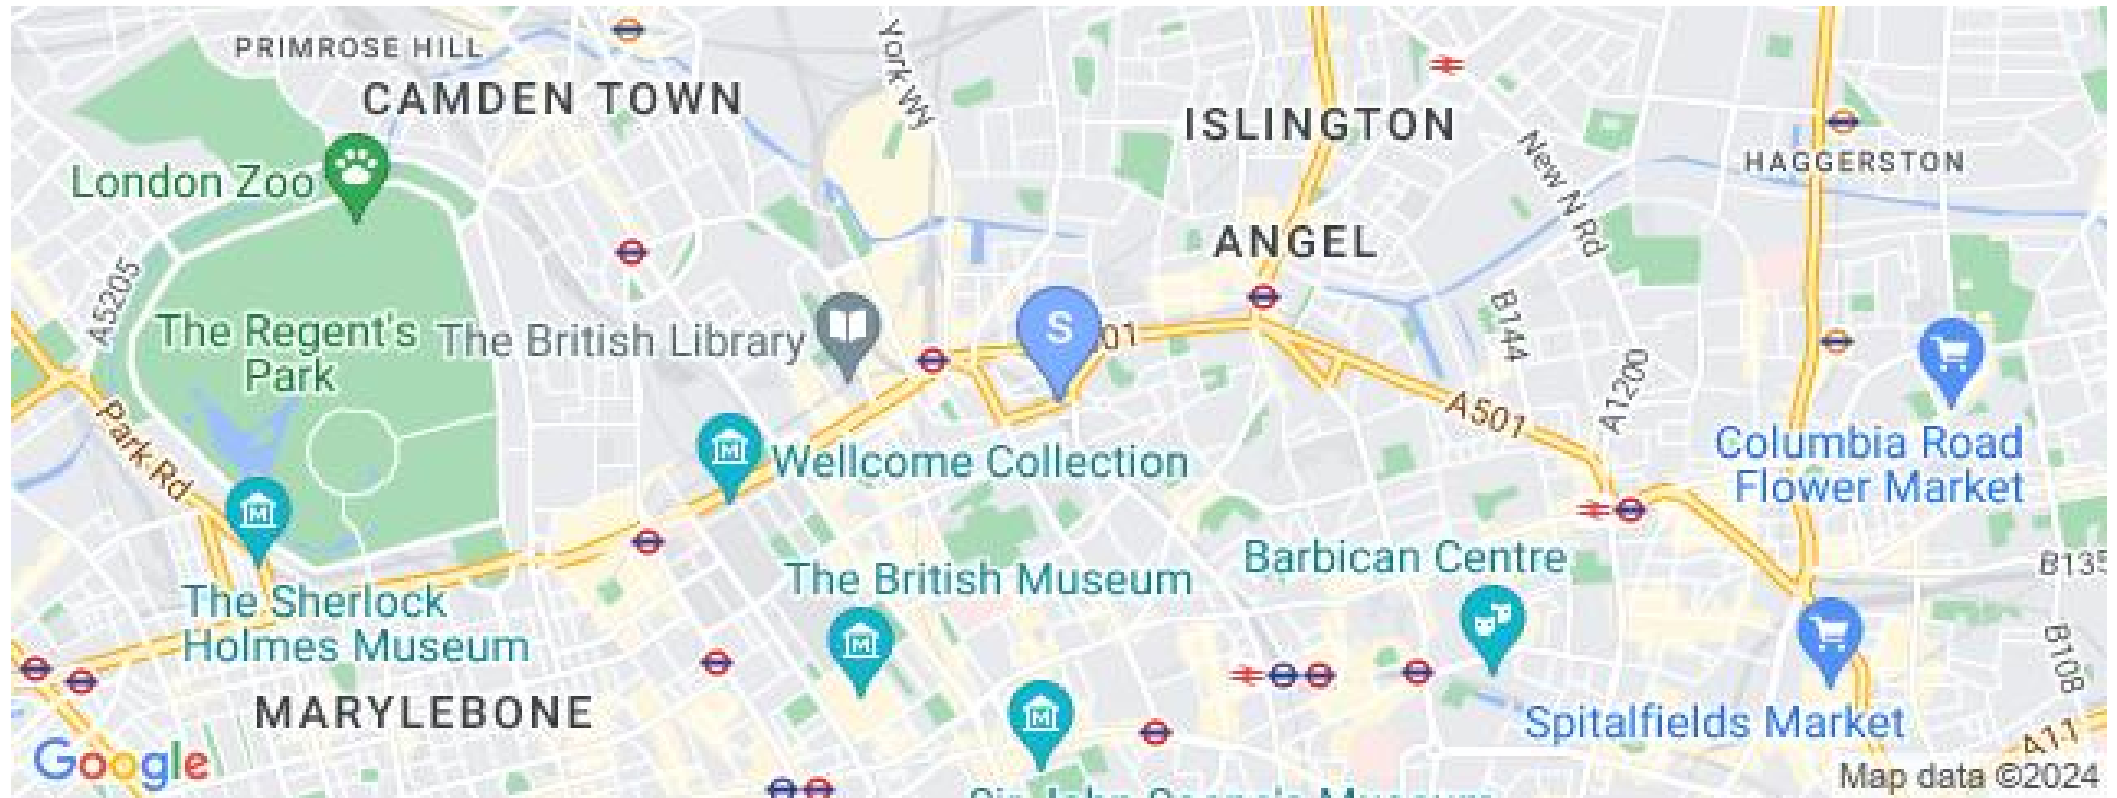 PRIMROSE HILL
CAMDEN TOWN
York Wy
ISLINGTON
New N Rd
HAGGERSTON
London Zoo
ANGEL
A5205
The Regent's
Park
The British Library
S
01
B144
A1200
Park Rd
A501
Columbia Road
Flower Market
Wellcome Collection
M
M
Barbican Centre
B135
The British Museum
The Sherlock
Holmes Museum
M
B108
MARYLEBONE
M
Spitalfields Market
A11
Google
Map data ©2024